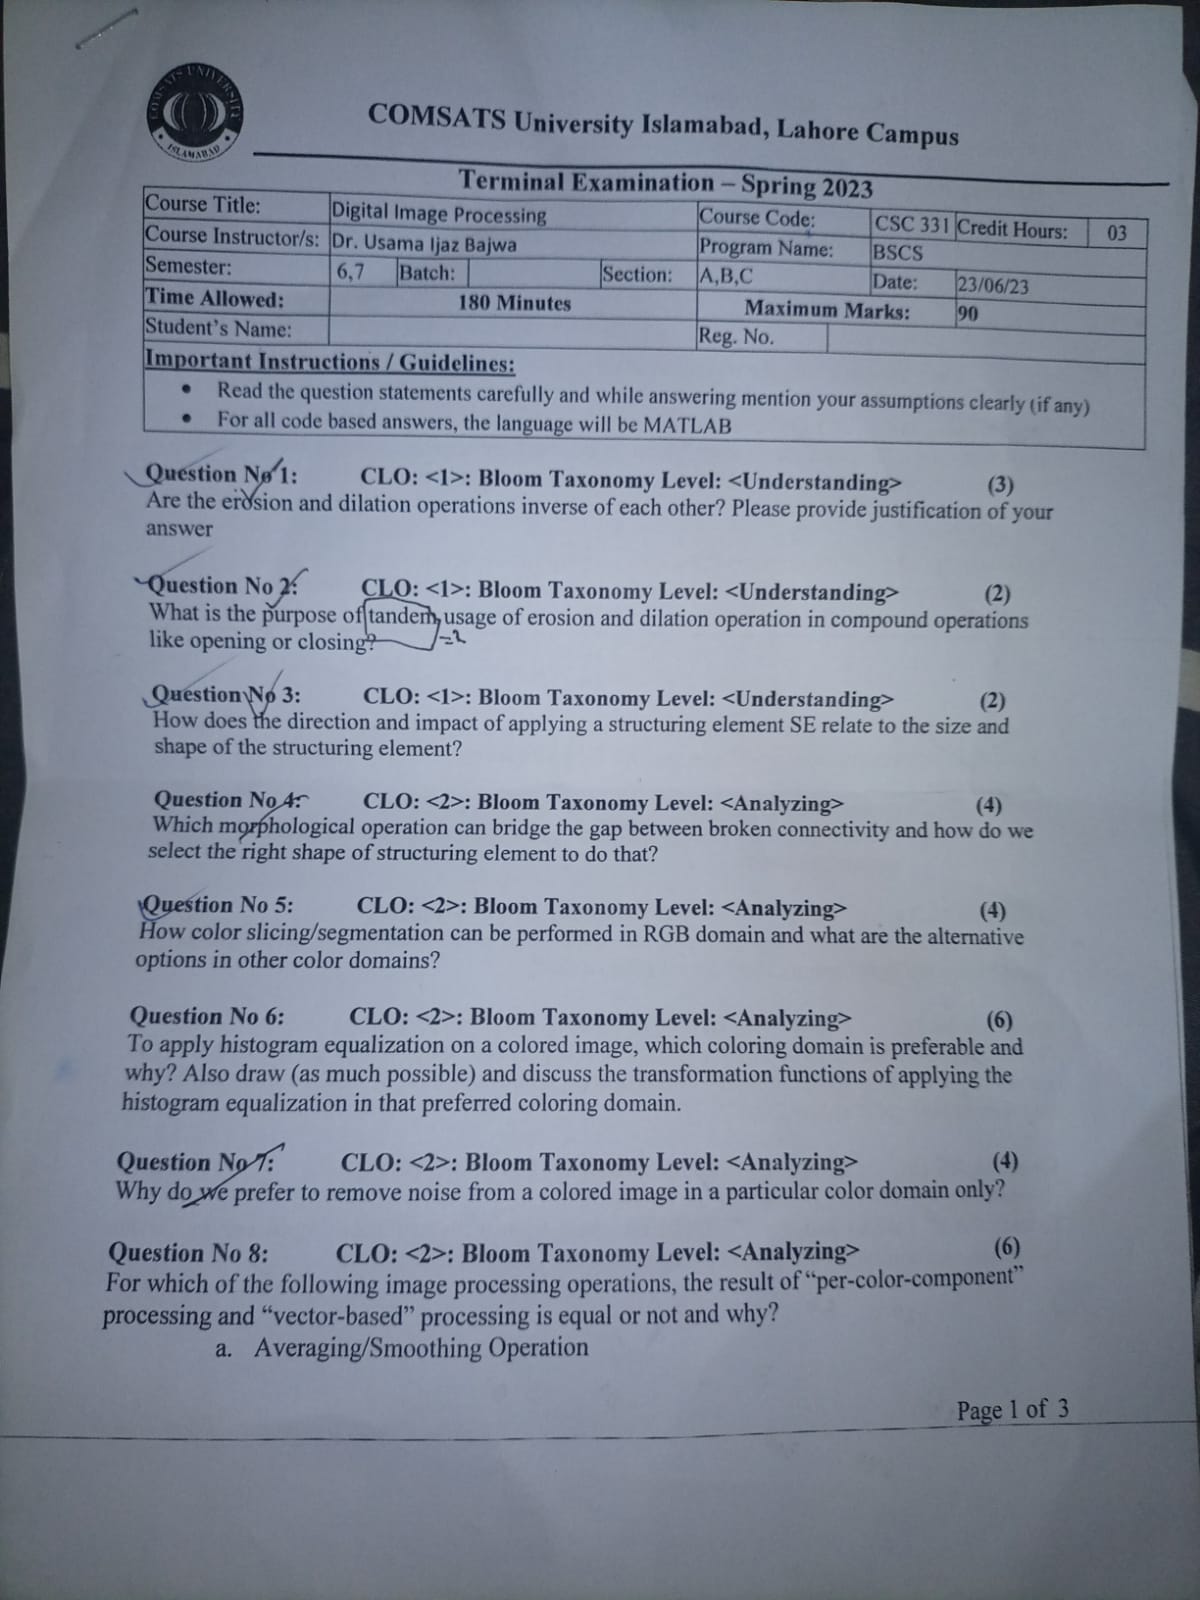 COMSATS UNIVERSITY
ISLAMABAD
COMSATS University Islamabad, Lahore Campus
Terminal Examination – Spring 2023
Course Title: Digital Image Processing Course Code: CSC 331 Credit Hours: 03
Course Instructor/s: Dr. Usama Ijaz Bajwa Program Name: BSCS
Semester: 6,7 Batch: Section: A,B,C Date: 23/06/23
Time Allowed: 180 Minutes Maximum Marks: 90
Student's Name: Reg. No.
Important Instructions / Guidelines:
• Read the question statements carefully and while answering mention your assumptions clearly (if any)
• For all code based answers, the language will be MATLAB
Question No 1: CLO: <1>: Bloom Taxonomy Level: <Understanding> (3)
Are the erosion and dilation operations inverse of each other? Please provide justification of your
answer
Question No 2: CLO: <1>: Bloom Taxonomy Level: <Understanding> (2)
What is the purpose of tandem usage of erosion and dilation operation in compound operations
like opening or closing?
Question No 3: CLO: <1>: Bloom Taxonomy Level: <Understanding> (2)
How does the direction and impact of applying a structuring element SE relate to the size and
shape of the structuring element?
Question No 4: CLO: <2>: Bloom Taxonomy Level: <Analyzing> (4)
Which morphological operation can bridge the gap between broken connectivity and how do we
select the right shape of structuring element to do that?
Question No 5: CLO: <2>: Bloom Taxonomy Level: <Analyzing> (4)
How color slicing/segmentation can be performed in RGB domain and what are the alternative
options in other color domains?
Question No 6: CLO: <2>: Bloom Taxonomy Level: <Analyzing> (6)
To apply histogram equalization on a colored image, which coloring domain is preferable and
why? Also draw (as much possible) and discuss the transformation functions of applying the
histogram equalization in that preferred coloring domain.
Question No 7: CLO: <2>: Bloom Taxonomy Level: <Analyzing> (4)
Why do we prefer to remove noise from a colored image in a particular color domain only?
Question No 8: CLO: <2>: Bloom Taxonomy Level: <Analyzing> (6)
For which of the following image processing operations, the result of "per-color-component"
processing and "vector-based" processing is equal or not and why?
a. Averaging/Smoothing Operation
Page 1 of 3